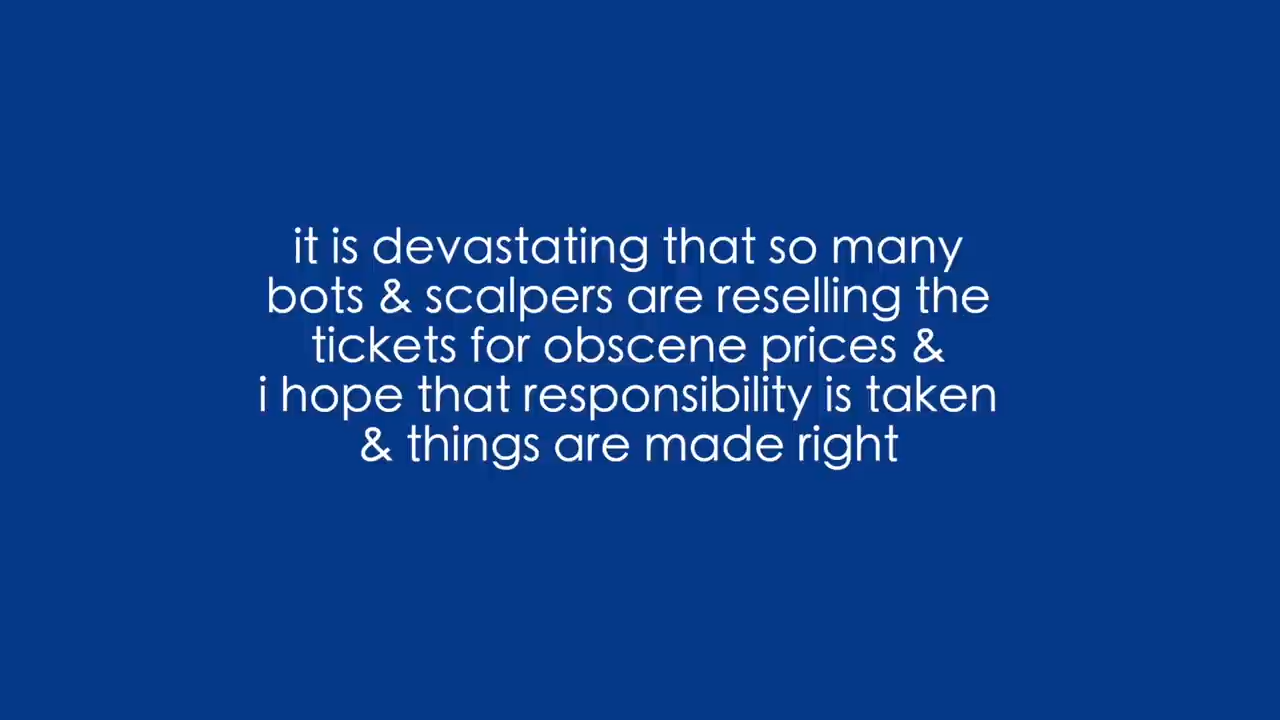 it is devastating that so many
bots & scalpers are reselling the
tickets for obscene prices &
i hope that responsibility is taken
& things are made right